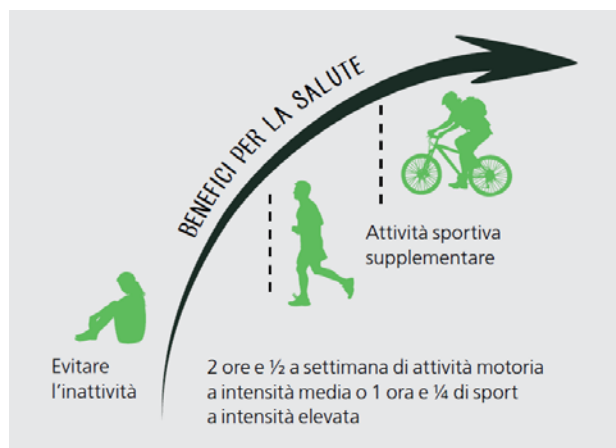 BENEFICI PER LA SALUTE
Attività sportiva
supplementare
Evitare
l'inattività
2 ore e ½ a settimana di attività motoria
a intensità media o 1 ora e ¼ di sport
a intensità elevata